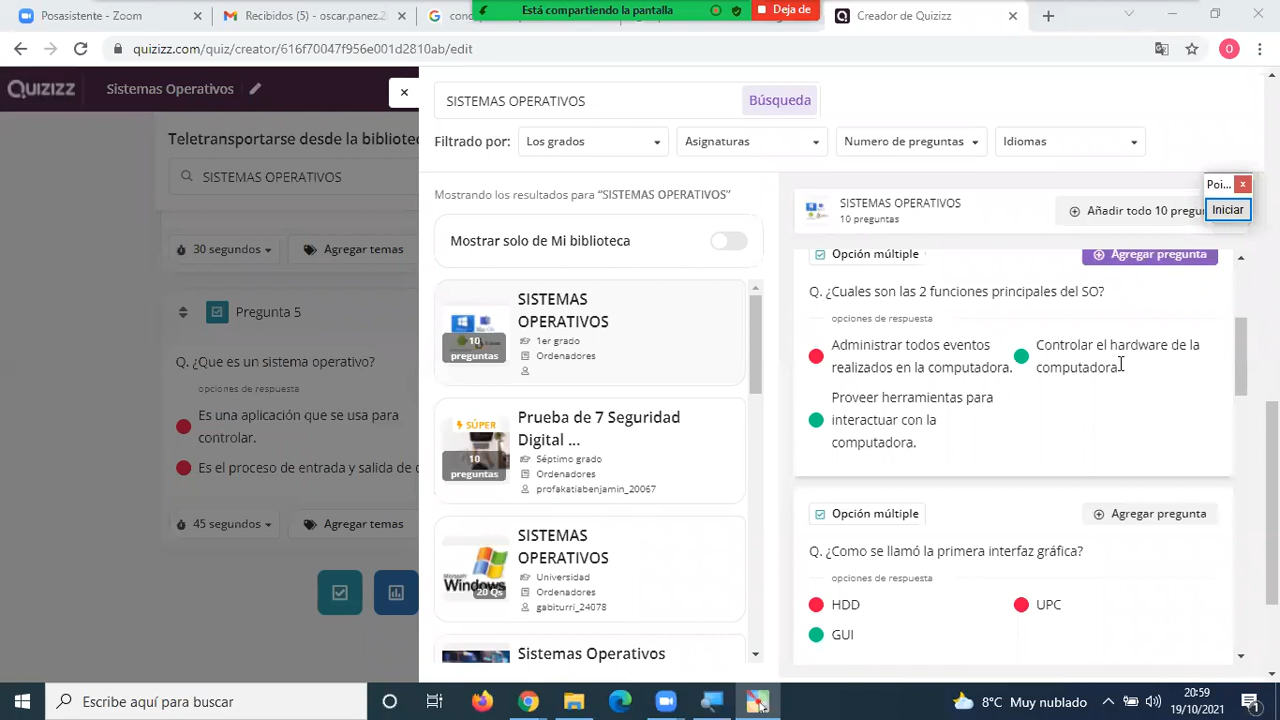 Posasistencia de Zoom
Recibidos (5) - oscar.panez.2
Está compartiendo la pantalla
Deja de
Creador de Quizizz
quizizz.com/quiz/creator/616f70047f956e001d2810ab/edit
O
Quizizz
Sistemas Operativos
Teletransportarse desde la bibliote
SISTEMAS OPERATIVOS
30 segundos
Agregar temas
Pregunta 5
Q. ¿Que es un sistema operativo?
opciones de respuesta
Es una aplicación que se usa para
controlar.
Es el proceso de entrada y salida de
45 segundos
Agregar temas
SISTEMAS OPERATIVOS
Búsqueda
Filtrado por:
Los grados
Asignaturas
Numero de preguntas
Idiomas
Mostrando los resultados para “SISTEMAS OPERATIVOS”
Mostrar solo de Mi biblioteca
SISTEMAS
OPERATIVOS
1er grado
Ordenadores
10
preguntas
Prueba de 7 Seguridad
Digital ...
Séptimo grado
Ordenadores
profakatiabenjamin_20067
SÚPER
10
preguntas
SISTEMAS
OPERATIVOS
Universidad
Ordenadores
gabiturri_24078
Microsoft
Windows
20 Qs
Sistemas Operativos
SISTEMAS OPERATIVOS
10 preguntas
Añadir todo 10 pregu
Poi...
Iniciar
Opción múltiple
Agregar pregunta
Q. ¿Cuales son las 2 funciones principales del SO?
opciones de respuesta
Administrar todos eventos
realizados en la computadora.
Controlar el hardware de la
computadora.
Proveer herramientas para
interactuar con la
computadora.
Opción múltiple
Agregar pregunta
Q. ¿Como se llamó la primera interfaz gráfica?
opciones de respuesta
HDD
UPC
GUI
Escribe aquí para buscar
8°C Muy nublado
20:59
19/10/2021
1